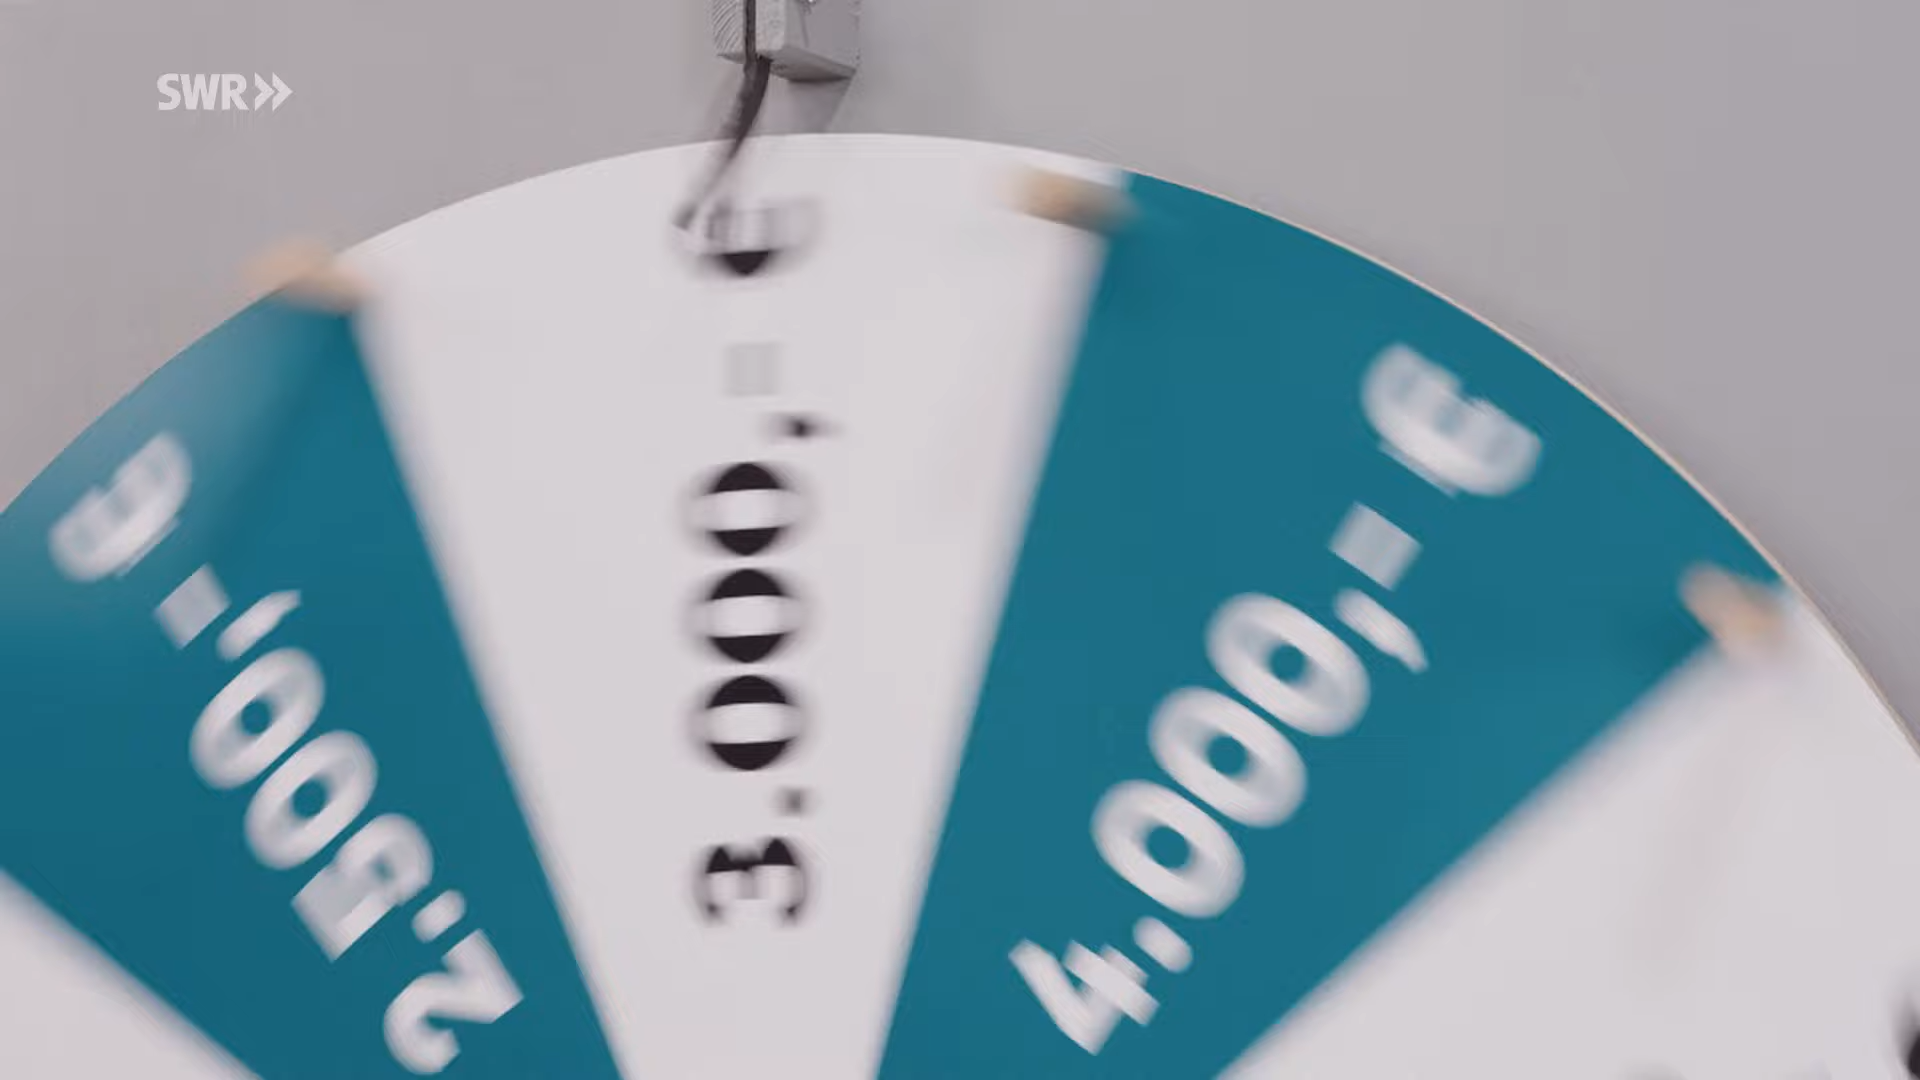 SWR>>
2.500,- €
3.000,- €
4.000,- €